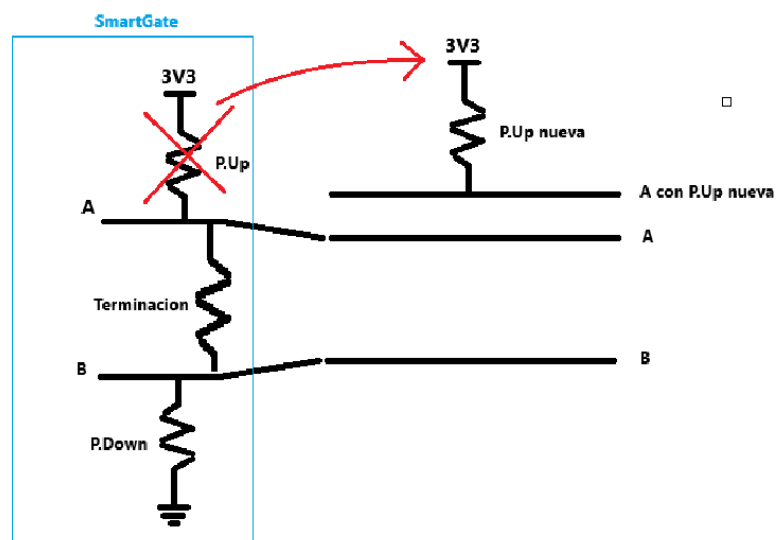 SmartGate
3V3
3V3
P.Up nueva
P.Up
A con P.Up nueva
A
A
Terminacion
B
B
P.Down